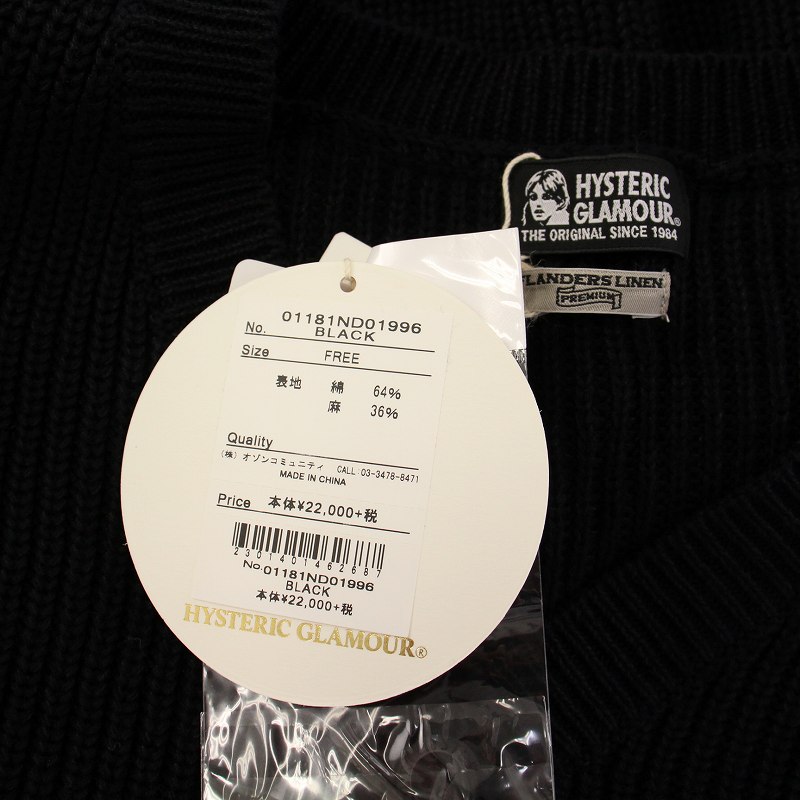 HYSTERIC
GLAMOUR®
THE ORIGINAL SINCE 1984
LANDERS LINEN
PREMIUM
No. 01181ND01996
BLACK
Size FREE
表地 綿 64%
麻 36%
Quality
(株) オゾンコミュニティ CALL:03-3478-8471
MADE IN CHINA
Price 本体¥22,000+税
2301401462687
No.01181ND01996
BLACK
本体¥22,000+税
HYSTERIC GLAMOUR®